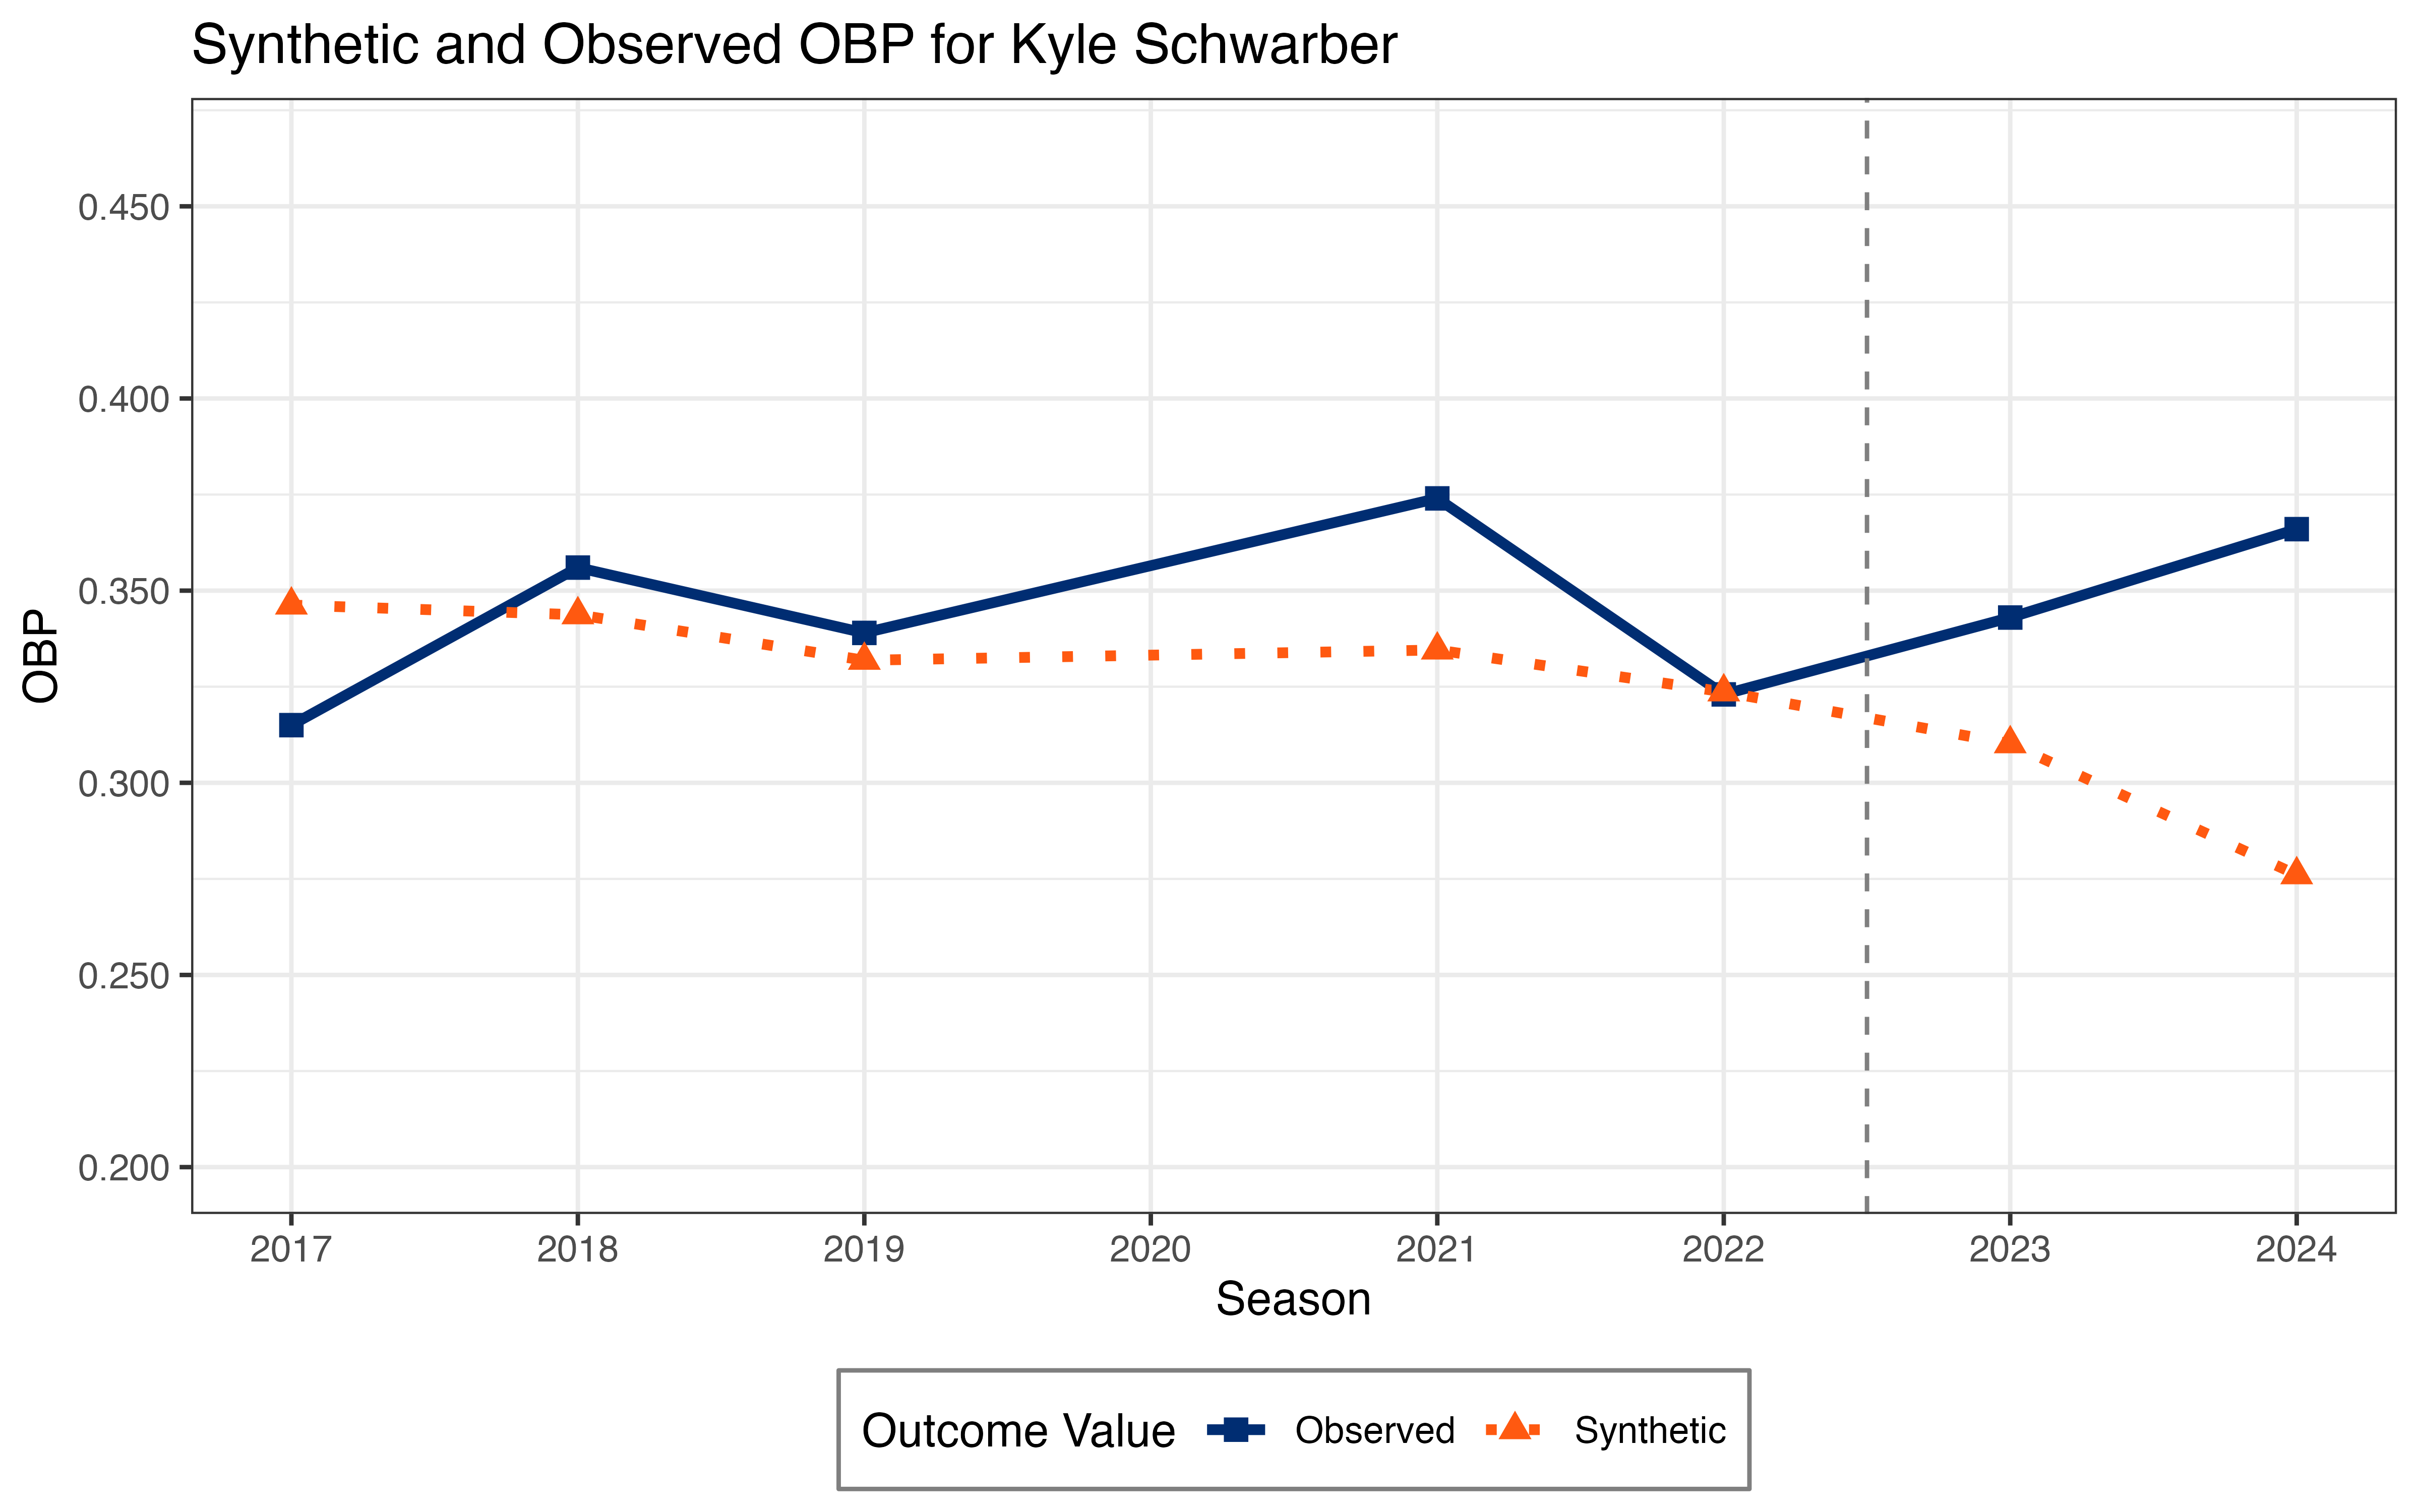 Synthetic and Observed OBP for Kyle Schwarber
OBP
0.450
0.400
0.350
0.300
0.250
0.200
2017 2018 2019 2020 2021 2022 2023 2024
Season
Outcome Value Observed Synthetic